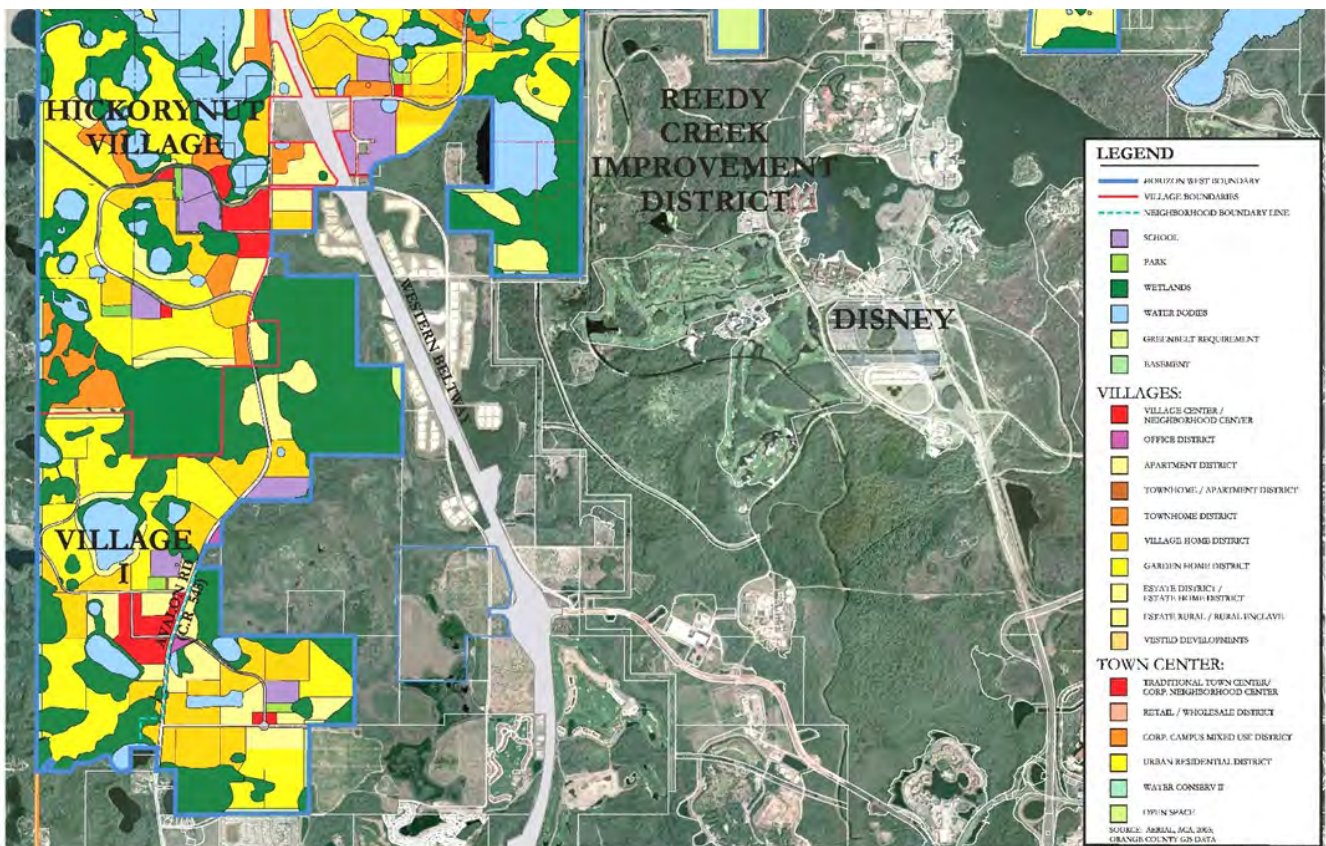 HICKORYNUT
VILLAGE
REEDY
CREEK
IMPROVEMENT
DISTRICT
DISNEY
WESTERN BELTWAY
VILLAGE
I
AVALON RD
(C.R. 545)
LEGEND
HORIZON WEST BOUNDARY
VILLAGE BOUNDARIES
NEIGHBORHOOD BOUNDARY LINE
SCHOOL
PARK
WETLANDS
WATER BODIES
GREENBELT REQUIREMENT
EASEMENT
VILLAGES:
VILLAGE CENTER /
NEIGHBORHOOD CENTER
OFFICE DISTRICT
APARTMENT DISTRICT
TOWNHOME / APARTMENT DISTRICT
TOWNHOME DISTRICT
VILLAGE HOME DISTRICT
GARDEN HOME DISTRICT
ESTATE DISTRICT /
ESTATE HOME DISTRICT
ESTATE RURAL / RURAL ENCLAVE
VESTED DEVELOPMENTS
TOWN CENTER:
TRADITIONAL TOWN CENTER/
CORP. NEIGHBORHOOD CENTER
RETAIL / WHOLESALE DISTRICT
CORP. CAMPUS MIXED USE DISTRICT
URBAN RESIDENTIAL DISTRICT
WATER CONSERV II
OPEN SPACE
SOURCE: AERIAL, ACA, 2005;
ORANGE COUNTY GIS DATA